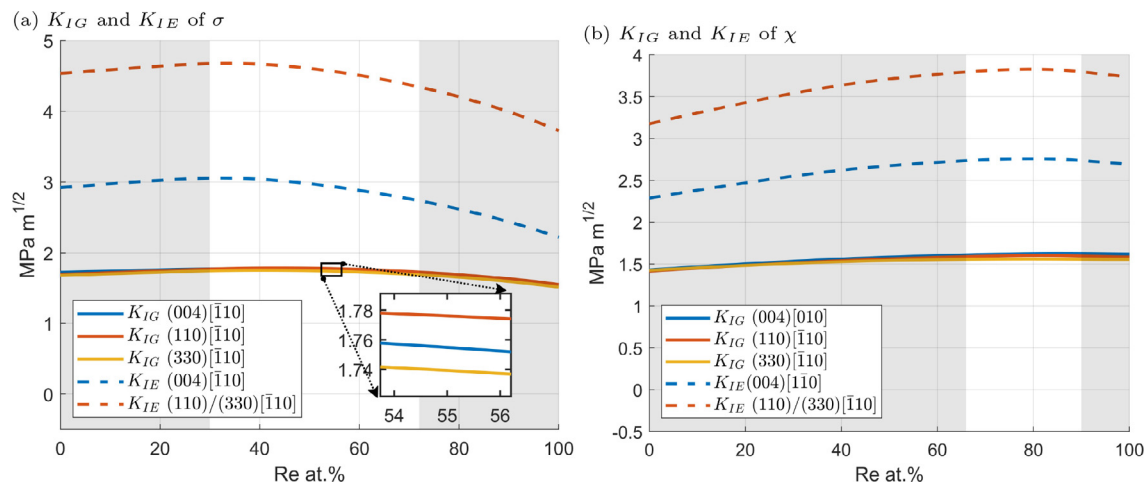 (a) K_IG and K_IE of σ
MPa m^1/2
5
4
3
2
1
0
0 20 40 60 80 100
Re at.%
K_IG (004)[1̄10]
K_IG (110)[1̄10]
K_IG (330)[1̄10]
K_IE (004)[1̄10]
K_IE (110)/(330)[1̄10]
1.78
1.76
1.74
54 55 56
(b) K_IG and K_IE of χ
MPa m^1/2
4
3.5
3
2.5
2
1.5
1
0.5
0
-0.5
0 20 40 60 80 100
Re at.%
K_IG (004)[010]
K_IG (110)[1̄10]
K_IG (330)[1̄10]
K_IE(004)[11̄0]
K_IE (110)/(330)[1̄10]